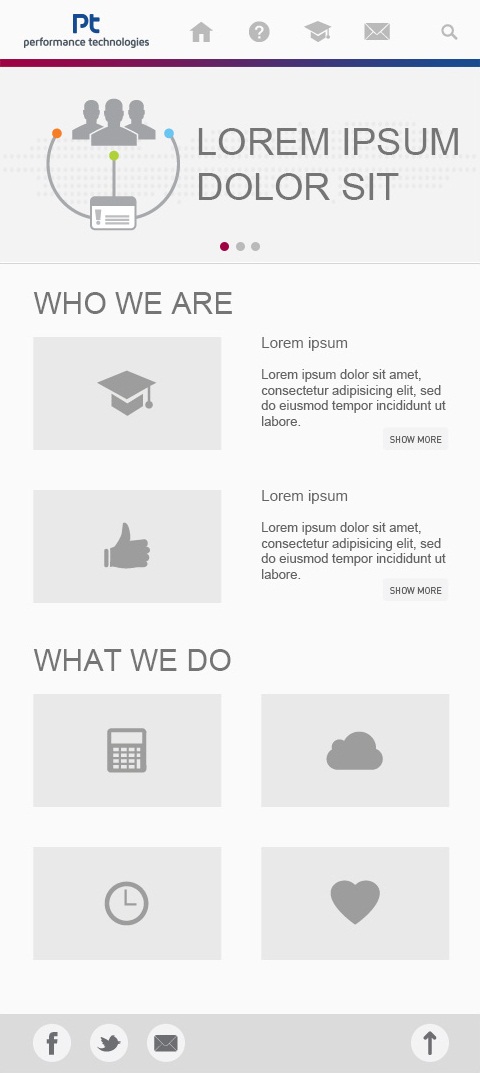 Pt
performance technologies
LOREM IPSUM
DOLOR SIT
WHO WE ARE
Lorem ipsum
Lorem ipsum dolor sit amet,
consectetur adipisicing elit, sed
do eiusmod tempor incididunt ut
labore.
SHOW MORE
Lorem ipsum
Lorem ipsum dolor sit amet,
consectetur adipisicing elit, sed
do eiusmod tempor incididunt ut
labore.
SHOW MORE
WHAT WE DO